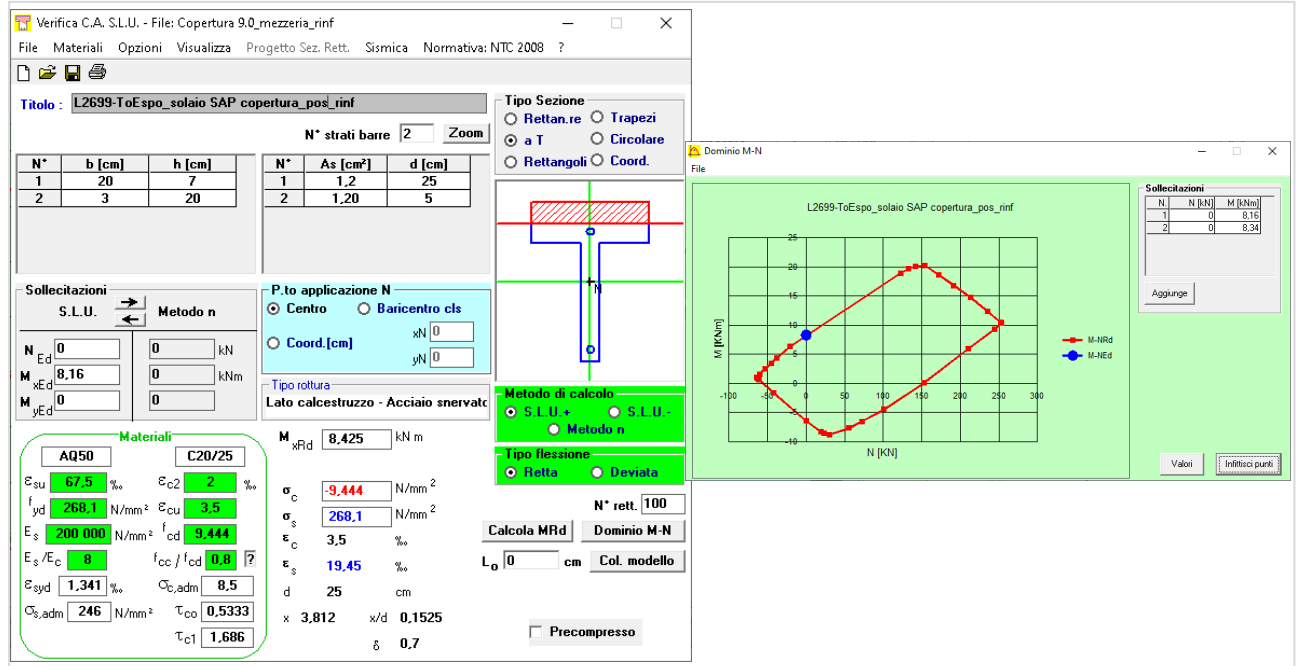 Verifica C.A. S.L.U. - File: Copertura 9.0_mezzeria_rinf
File Materiali Opzioni Visualizza Progetto Sez. Rett. Sismica Normativa: NTC 2008 ?
Titolo : L2699-ToEspo_solaio SAP copertura_pos_rinf
N° strati barre 2 Zoom
N° b [cm] h [cm]
1 20 7
2 3 20
N° As [cm²] d [cm]
1 1,2 25
2 1,20 5
Tipo Sezione
Rettan.re Trapezi
a T Circolare
Rettangoli Coord.
N
Sollecitazioni
S.L.U. Metodo n
N Ed 0 0 kN
M xEd 8,16 0 kNm
M yEd 0 0
P.to applicazione N
Centro Baricentro cls
Coord.[cm] xN 0
yN 0
Tipo rottura
Lato calcestruzzo - Acciaio snervato
Metodo di calcolo
S.L.U.+ S.L.U.-
Metodo n
Tipo flessione
Retta Deviata
Materiali
AQ50 C20/25
εsu 67,5 ‰ εc2 2 ‰
fyd 268,1 N/mm² εcu 3,5
Es 200 000 N/mm² fcd 9,444
Es/Ec 8 fcc / fcd 0,8 ?
εsyd 1,341 ‰ σc,adm 8,5
σs,adm 246 N/mm² τco 0,5333
τc1 1,686
M xRd 8,425 kN m
σc -9,444 N/mm²
σs 268,1 N/mm²
εc 3,5 ‰
εs 19,45 ‰
d 25 cm
x 3,812 x/d 0,1525
δ 0,7
N° rett. 100
Calcola MRd Dominio M-N
Lo 0 cm Col. modello
Precompresso
Dominio M-N
File
L2699-ToEspo_solaio SAP copertura_pos_rinf
25
20
15
10
5
0
-5
-10
-100 -50 0 50 100 150 200 250 300
M [KNm]
N [KN]
M-NRd
M-NEd
Sollecitazioni
N. N [kN] M [kNm]
1 0 8,16
2 0 8,34
Aggiunge
Valori Infittisci punti